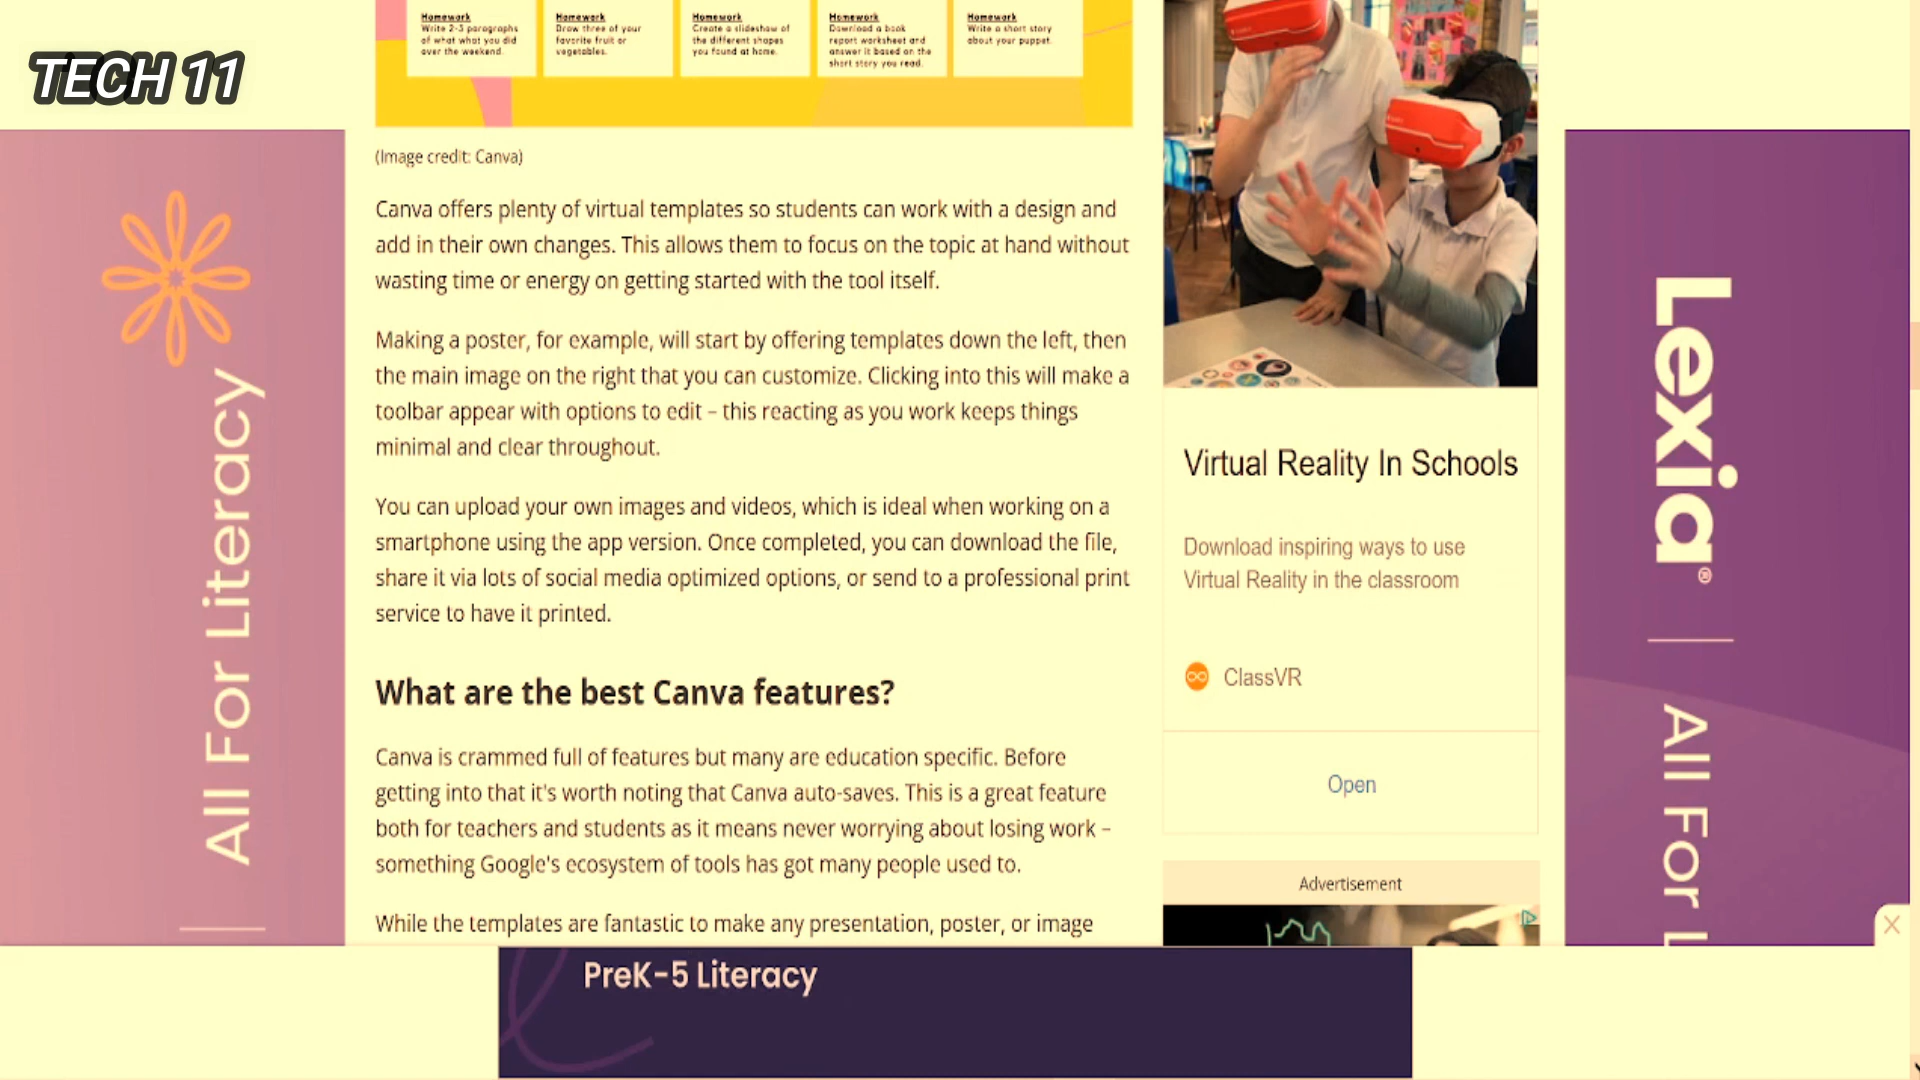 Homework
Write 2-3 paragraphs
of what what you did
over the weekend.
Homework
Draw three of your
favorite fruit or
vegetables.
Homework
Create a slideshow of
the different shapes
you found at home.
Homework
Download a book
report worksheet and
answer it based on the
short story you read.
Homework
Write a short story
about your puppet.
TECH 11
(Image credit: Canva)
Canva offers plenty of virtual templates so students can work with a design and
add in their own changes. This allows them to focus on the topic at hand without
wasting time or energy on getting started with the tool itself.
Making a poster, for example, will start by offering templates down the left, then
the main image on the right that you can customize. Clicking into this will make a
toolbar appear with options to edit – this reacting as you work keeps things
minimal and clear throughout.
You can upload your own images and videos, which is ideal when working on a
smartphone using the app version. Once completed, you can download the file,
share it via lots of social media optimized options, or send to a professional print
service to have it printed.
What are the best Canva features?
Canva is crammed full of features but many are education specific. Before
getting into that it's worth noting that Canva auto-saves. This is a great feature
both for teachers and students as it means never worrying about losing work –
something Google's ecosystem of tools has got many people used to.
While the templates are fantastic to make any presentation, poster, or image
All For Literacy
Virtual Reality In Schools
Download inspiring ways to use
Virtual Reality in the classroom
ClassVR
Open
Advertisement
Lexia®
All For L
PreK-5 Literacy